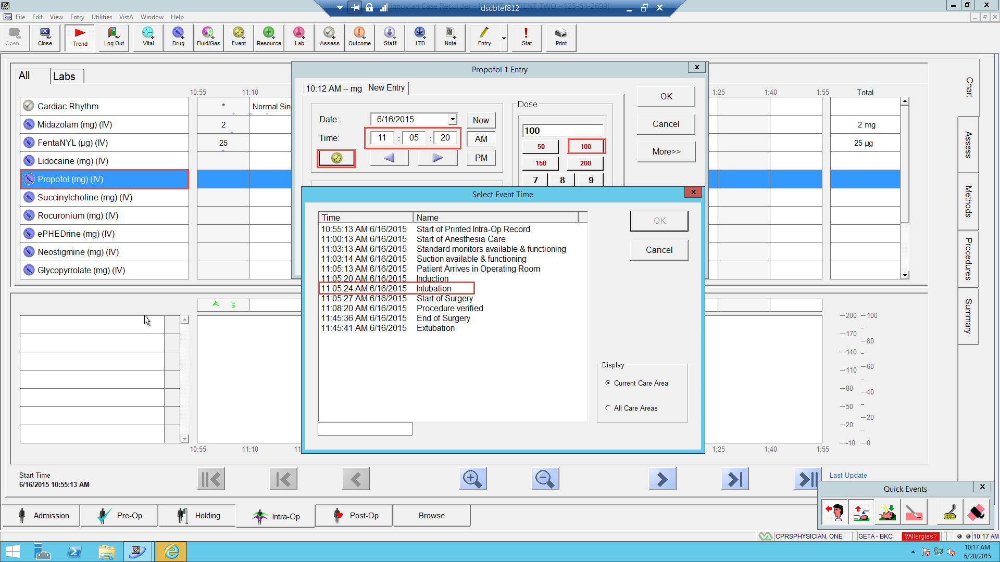 Innovian Case Recorder - [SCOTT, PATIENT TWO - 125-64-2699]
dsubtef812
File Edit View Entry Utilities VistA Window Help
Open... Close Trend Log Out Vital Drug Fluid/Gas Event Resource Lab Assess Outcome Staff LTD Note Entry Stat Print
All Labs
10:55 11:10 1:25 1:40 1:55 Total
Cardiac Rhythm * Normal Sin
Midazolam (mg) (IV) 2 2 mg
FentaNYL (µg) (IV) 25 25 µg
Lidocaine (mg) (IV)
Propofol (mg) (IV)
Succinylcholine (mg) (IV)
Rocuronium (mg) (IV)
ePHEDrine (mg) (IV)
Neostigmine (mg) (IV)
Glycopyrrolate (mg) (IV)
Chart
Assess
Methods
Procedures
Summary
Propofol 1 Entry x
10:12 AM -- mg New Entry
Date: 6/16/2015 Now
Time: 11 : 05 : 20 AM
PM
Dose
100
50 100
150 200
7 8 9
OK
Cancel
More>>
Select Event Time x
Time Name
10:55:13 AM 6/16/2015 Start of Printed Intra-Op Record
11:00:13 AM 6/16/2015 Start of Anesthesia Care
11:03:13 AM 6/16/2015 Standard monitors available & functioning
11:03:14 AM 6/16/2015 Suction available & functioning
11:05:13 AM 6/16/2015 Patient Arrives in Operating Room
11:05:20 AM 6/16/2015 Induction
11:05:24 AM 6/16/2015 Intubation
11:05:27 AM 6/16/2015 Start of Surgery
11:08:20 AM 6/16/2015 Procedure verified
11:45:36 AM 6/16/2015 End of Surgery
11:45:41 AM 6/16/2015 Extubation
OK
Cancel
Display
Current Care Area
All Care Areas
S
200 100
170
80
140
60
110
80 40
50
20
20
-10 0
10:55 11:10 11 1:25 1:40 1:55
Start Time
6/16/2015 10:55:13 AM
Last Update
Quick Events x
Admission Pre-Op Holding Intra-Op Post-Op Browse
CPRSPHYSICIAN, ONE GETA - BKC ?Allergies? 10:17 AM
10:17 AM
6/28/2015